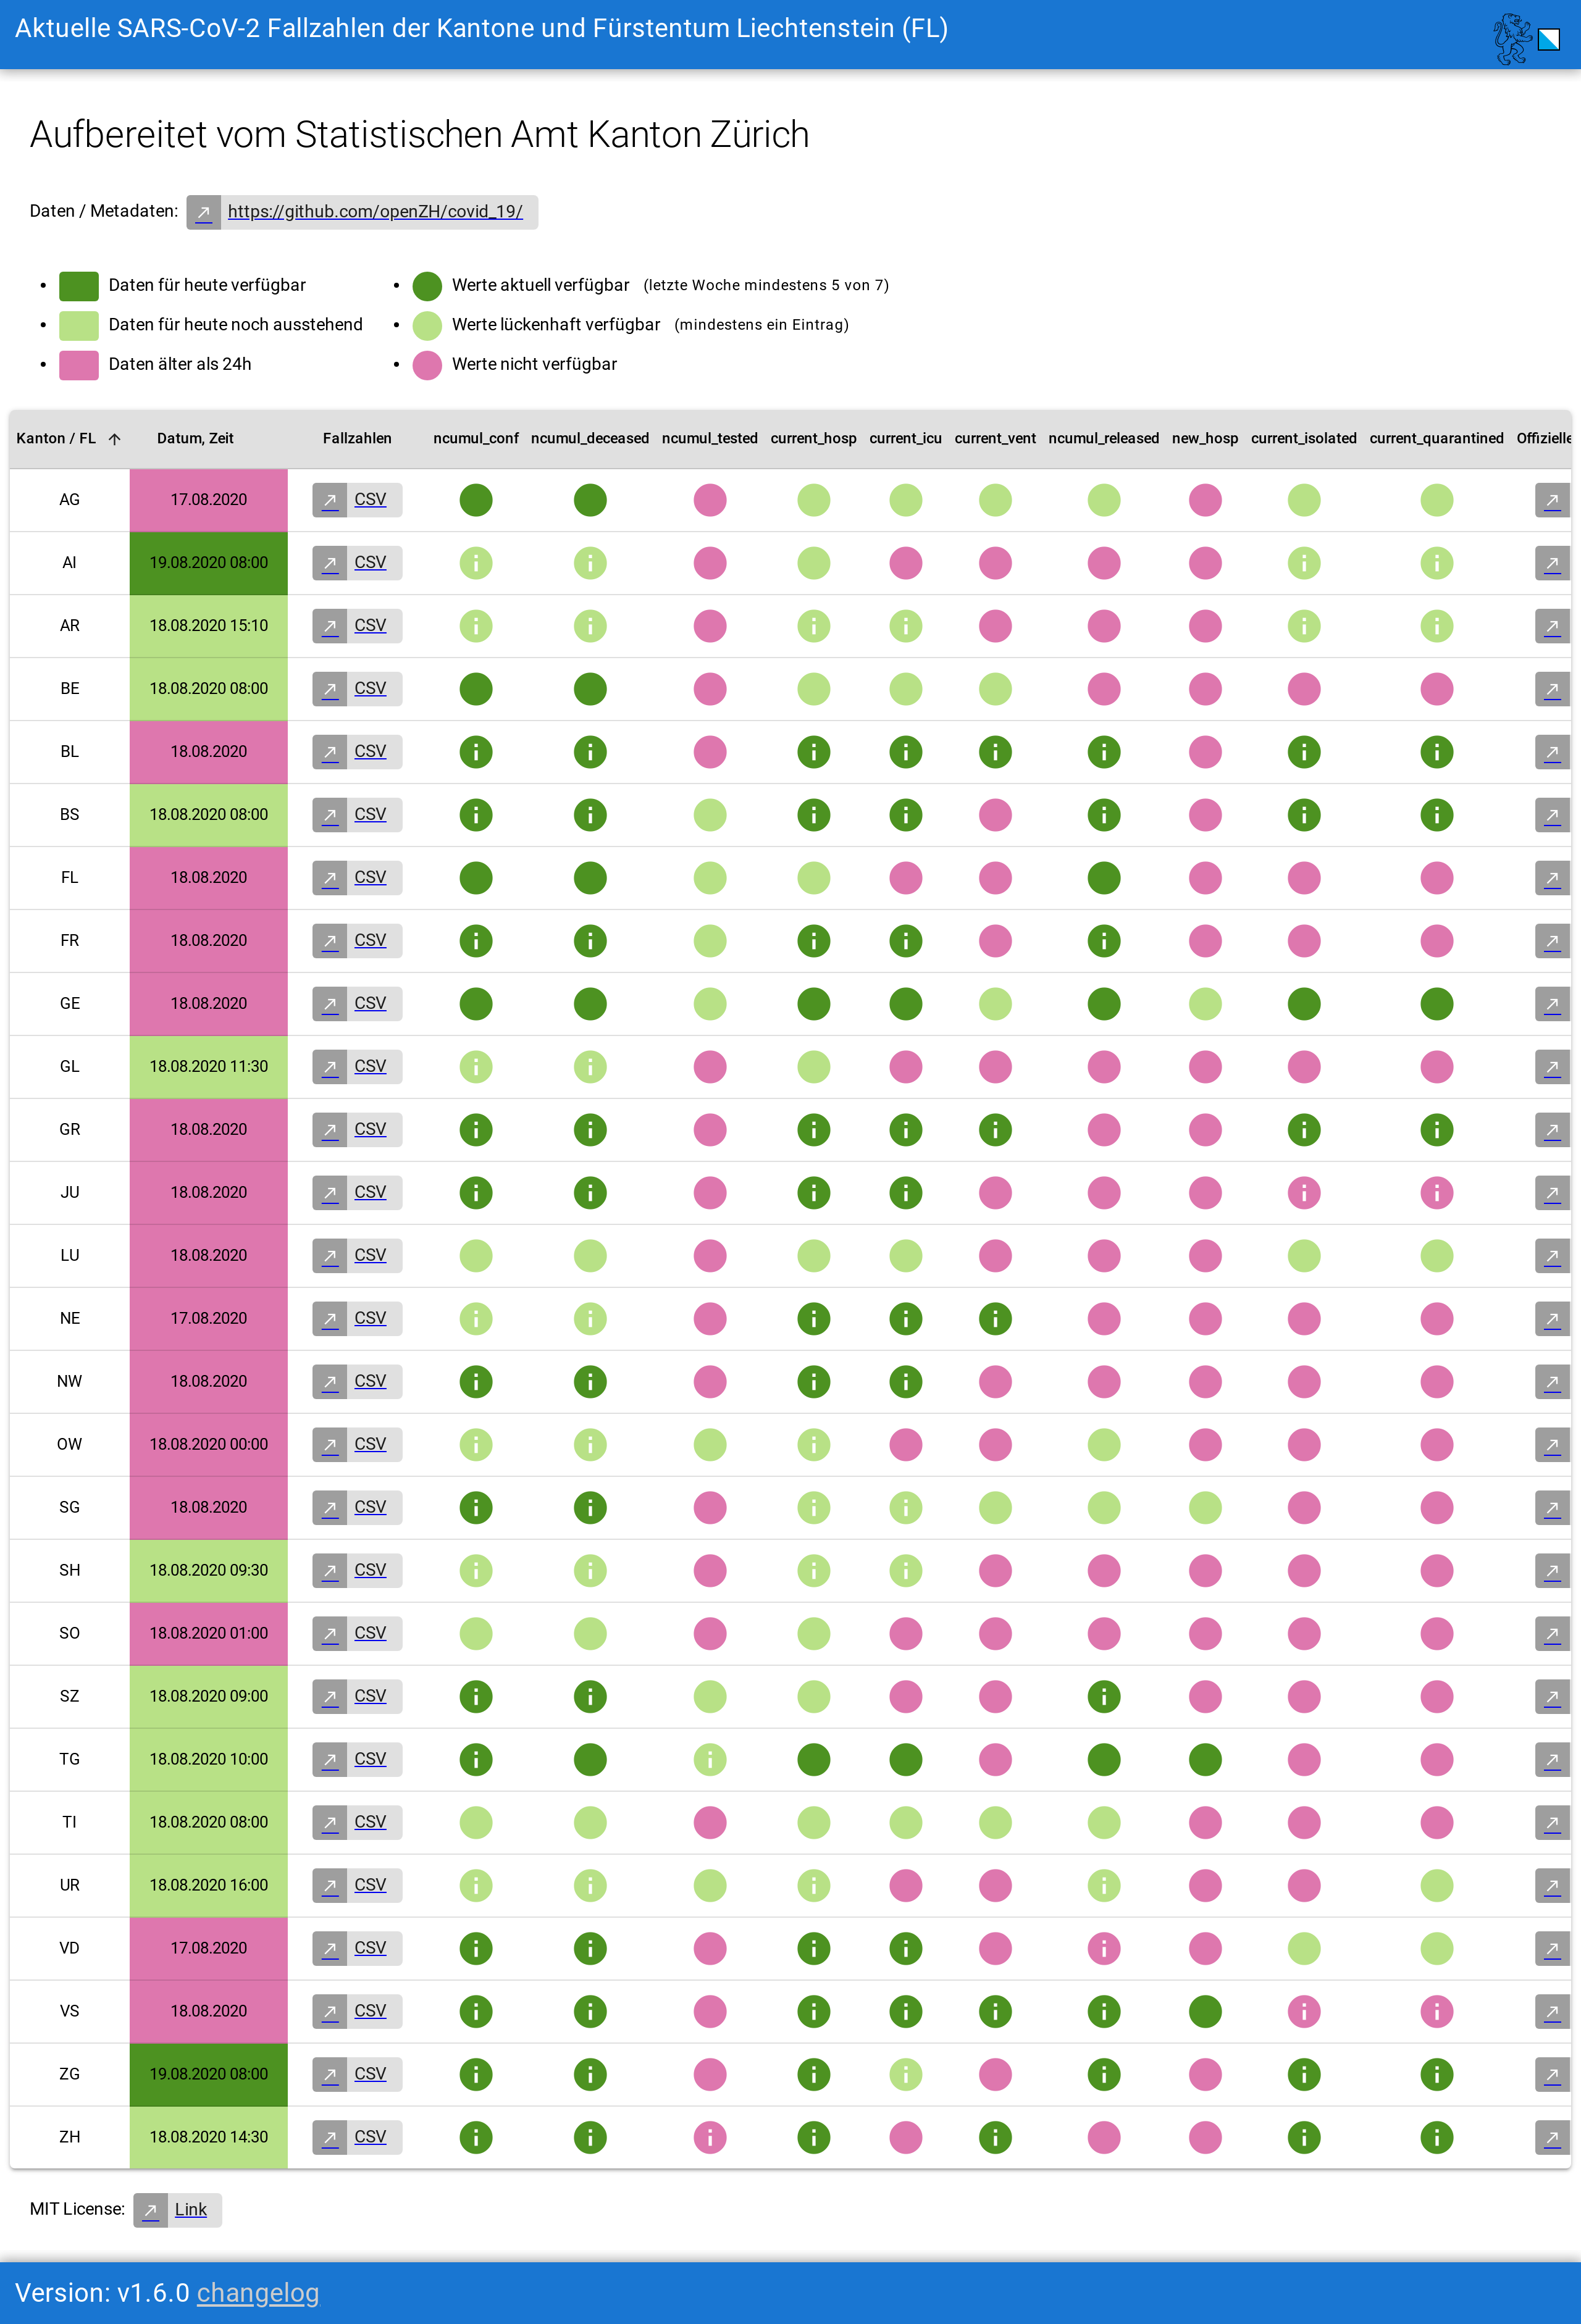 Aktuelle SARS-CoV-2 Fallzahlen der Kantone und Fürstentum Liechtenstein (FL)
Aufbereitet vom Statistischen Amt Kanton Zürich
Daten / Metadaten: https://github.com/openZH/covid_19/
Daten für heute verfügbar
Daten für heute noch ausstehend
Daten älter als 24h
Werte aktuell verfügbar (letzte Woche mindestens 5 von 7)
Werte lückenhaft verfügbar (mindestens ein Eintrag)
Werte nicht verfügbar
Kanton / FL Datum, Zeit Fallzahlen ncumul_conf ncumul_deceased ncumul_tested current_hosp current_icu current_vent ncumul_released new_hosp current_isolated current_quarantined Offizielle
AG 17.08.2020 CSV
AI 19.08.2020 08:00 CSV
AR 18.08.2020 15:10 CSV
BE 18.08.2020 08:00 CSV
BL 18.08.2020 CSV
BS 18.08.2020 08:00 CSV
FL 18.08.2020 CSV
FR 18.08.2020 CSV
GE 18.08.2020 CSV
GL 18.08.2020 11:30 CSV
GR 18.08.2020 CSV
JU 18.08.2020 CSV
LU 18.08.2020 CSV
NE 17.08.2020 CSV
NW 18.08.2020 CSV
OW 18.08.2020 00:00 CSV
SG 18.08.2020 CSV
SH 18.08.2020 09:30 CSV
SO 18.08.2020 01:00 CSV
SZ 18.08.2020 09:00 CSV
TG 18.08.2020 10:00 CSV
TI 18.08.2020 08:00 CSV
UR 18.08.2020 16:00 CSV
VD 17.08.2020 CSV
VS 18.08.2020 CSV
ZG 19.08.2020 08:00 CSV
ZH 18.08.2020 14:30 CSV
MIT License: Link
Version: v1.6.0 changelog